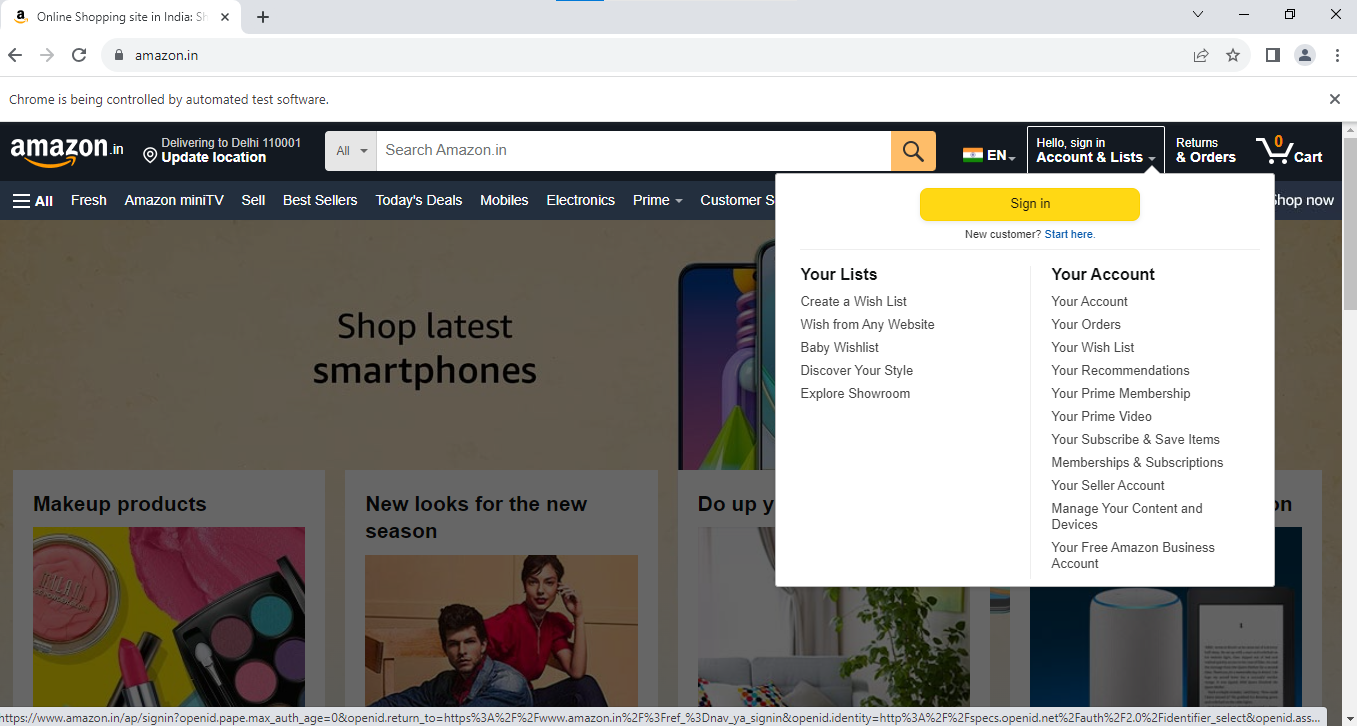 Online Shopping site in India: Sh
amazon.in
Chrome is being controlled by automated test software.
amazon.in
Delivering to Delhi 110001
Update location
All
Search Amazon.in
EN
Hello, sign in
Account & Lists
Returns
& Orders
0
Cart
All
Fresh
Amazon miniTV
Sell
Best Sellers
Today's Deals
Mobiles
Electronics
Prime
Customer S
Shop now
Sign in
New customer? Start here.
Your Lists
Create a Wish List
Wish from Any Website
Baby Wishlist
Discover Your Style
Explore Showroom
Your Account
Your Account
Your Orders
Your Wish List
Your Recommendations
Your Prime Membership
Your Prime Video
Your Subscribe & Save Items
Memberships & Subscriptions
Your Seller Account
Manage Your Content and
Devices
Your Free Amazon Business
Account
Shop latest
smartphones
Makeup products
New looks for the new
season
Do up y
on
MILANI
https://www.amazon.in/ap/signin?openid.pape.max_auth_age=0&openid.return_to=https%3A%2F%2Fwww.amazon.in%2F%3Fref_%3Dnav_ya_signin&openid.identity=http%3A%2F%2Fspecs.openid.net%2Fauth%2F2.0%2Fidentifier_select&openid.ass...